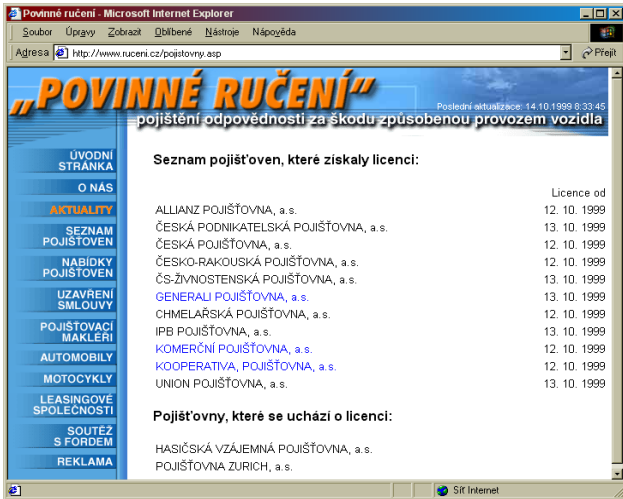 Povinné ručení - Microsoft Internet Explorer
Soubor Úpravy Zobrazit Oblíbené Nástroje Nápověda
Adresa http://www.ruceni.cz/pojistovny.asp Přejít
„POVINNÉ RUČENÍ”
Poslední aktualizace: 14.10.1999 8:33:45
pojištění odpovědnosti za škodu způsobenou provozem vozidla
ÚVODNÍ
STRÁNKA
O NÁS
AKTUALITY
SEZNAM
POJIŠŤOVEN
NABÍDKY
POJIŠŤOVEN
UZAVŘENÍ
SMLOUVY
POJIŠŤOVACÍ
MAKLÉŘI
AUTOMOBILY
MOTOCYKLY
LEASINGOVÉ
SPOLEČNOSTI
SOUTĚŽ
S FORDEM
REKLAMA
Seznam pojišťoven, které získaly licenci:
Licence od
ALLIANZ POJIŠŤOVNA, a.s. 12. 10. 1999
ČESKÁ PODNIKATELSKÁ POJIŠŤOVNA, a.s. 13. 10. 1999
ČESKÁ POJIŠŤOVNA, a.s. 12. 10. 1999
ČESKO-RAKOUSKÁ POJIŠŤOVNA, a.s. 12. 10. 1999
ČS-ŽIVNOSTENSKÁ POJIŠŤOVNA, a.s. 13. 10. 1999
GENERALI POJIŠŤOVNA, a.s. 13. 10. 1999
CHMELAŘSKÁ POJIŠŤOVNA, a.s. 12. 10. 1999
IPB POJIŠŤOVNA, a.s. 13. 10. 1999
KOMERČNÍ POJIŠŤOVNA, a.s. 12. 10. 1999
KOOPERATIVA, POJIŠŤOVNA, a.s. 12. 10. 1999
UNION POJIŠŤOVNA, a.s. 13. 10. 1999
Pojišťovny, které se uchází o licenci:
HASIČSKÁ VZÁJEMNÁ POJIŠŤOVNA, a.s.
POJIŠŤOVNA ZURICH, a.s.
Síť Internet